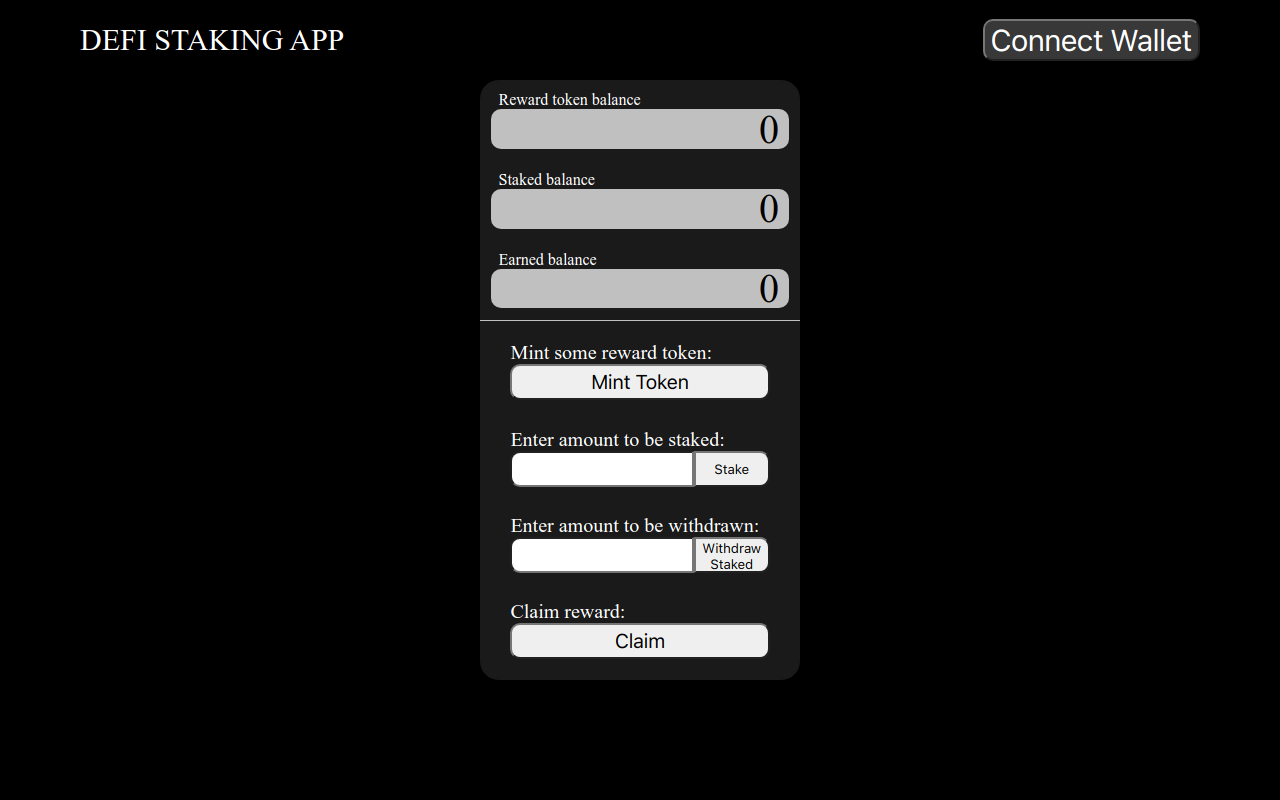 DEFI STAKING APP
Connect Wallet
Reward token balance
0
Staked balance
0
Earned balance
0
Mint some reward token:
Mint Token
Enter amount to be staked:
Stake
Enter amount to be withdrawn:
Withdraw
Staked
Claim reward:
Claim